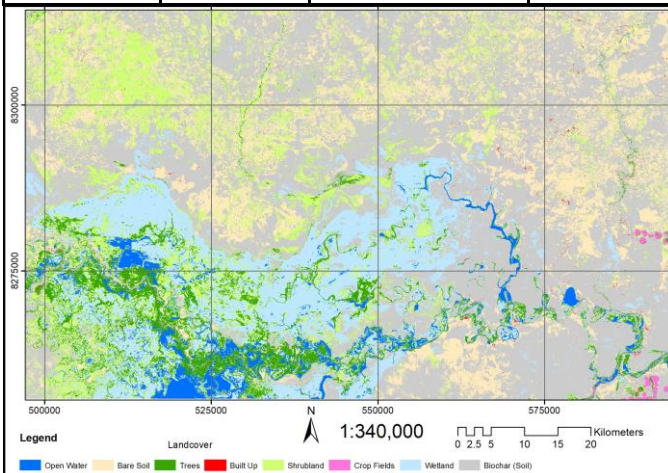 8300000
8275000
500000
525000
550000
575000
N
1:340,000
Kilometers
0 2.5 5 10 15 20
Legend
Landcover
Open Water
Bare Soil
Trees
Built Up
Shrubland
Crop Fields
Wetland
Biochar (Soil)